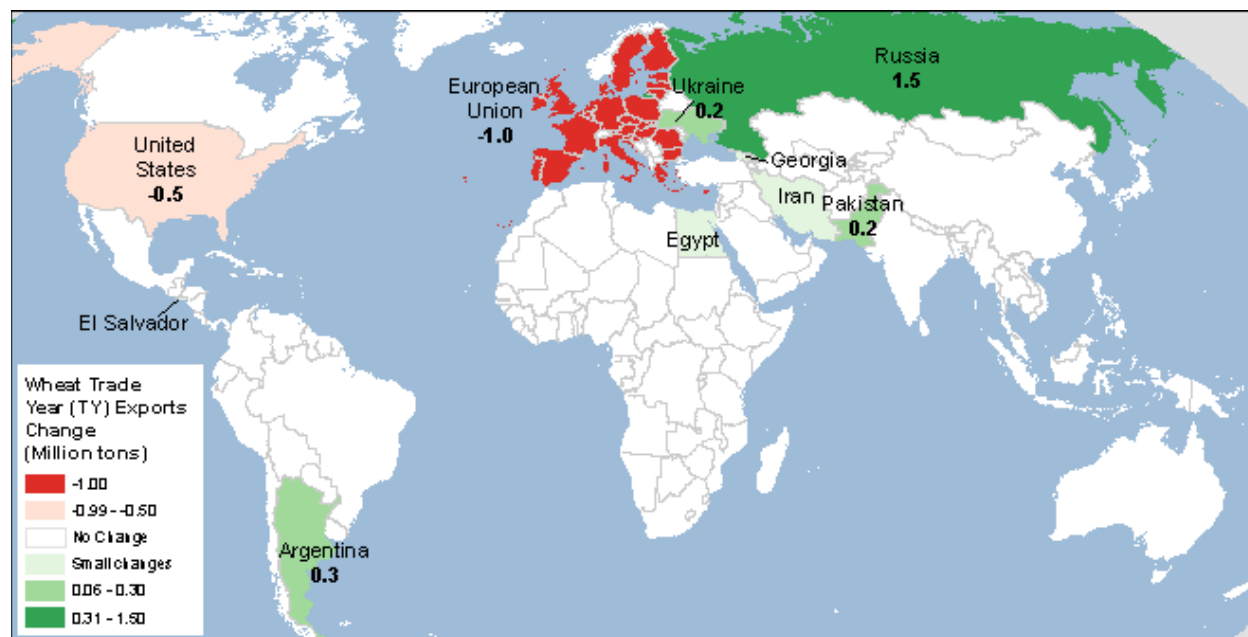 Russia
1.5
European
Union
-1.0
Ukraine
0.2
United
States
-0.5
Georgia
Iran
Pakistan
0.2
Egypt
El Salvador
Argentina
0.3
Wheat Trade
Year (TY) Exports
Change
(Million tons)
-1.00
-0.99 - -0.50
No Change
Small changes
0.06 - 0.30
0.31 - 1.50